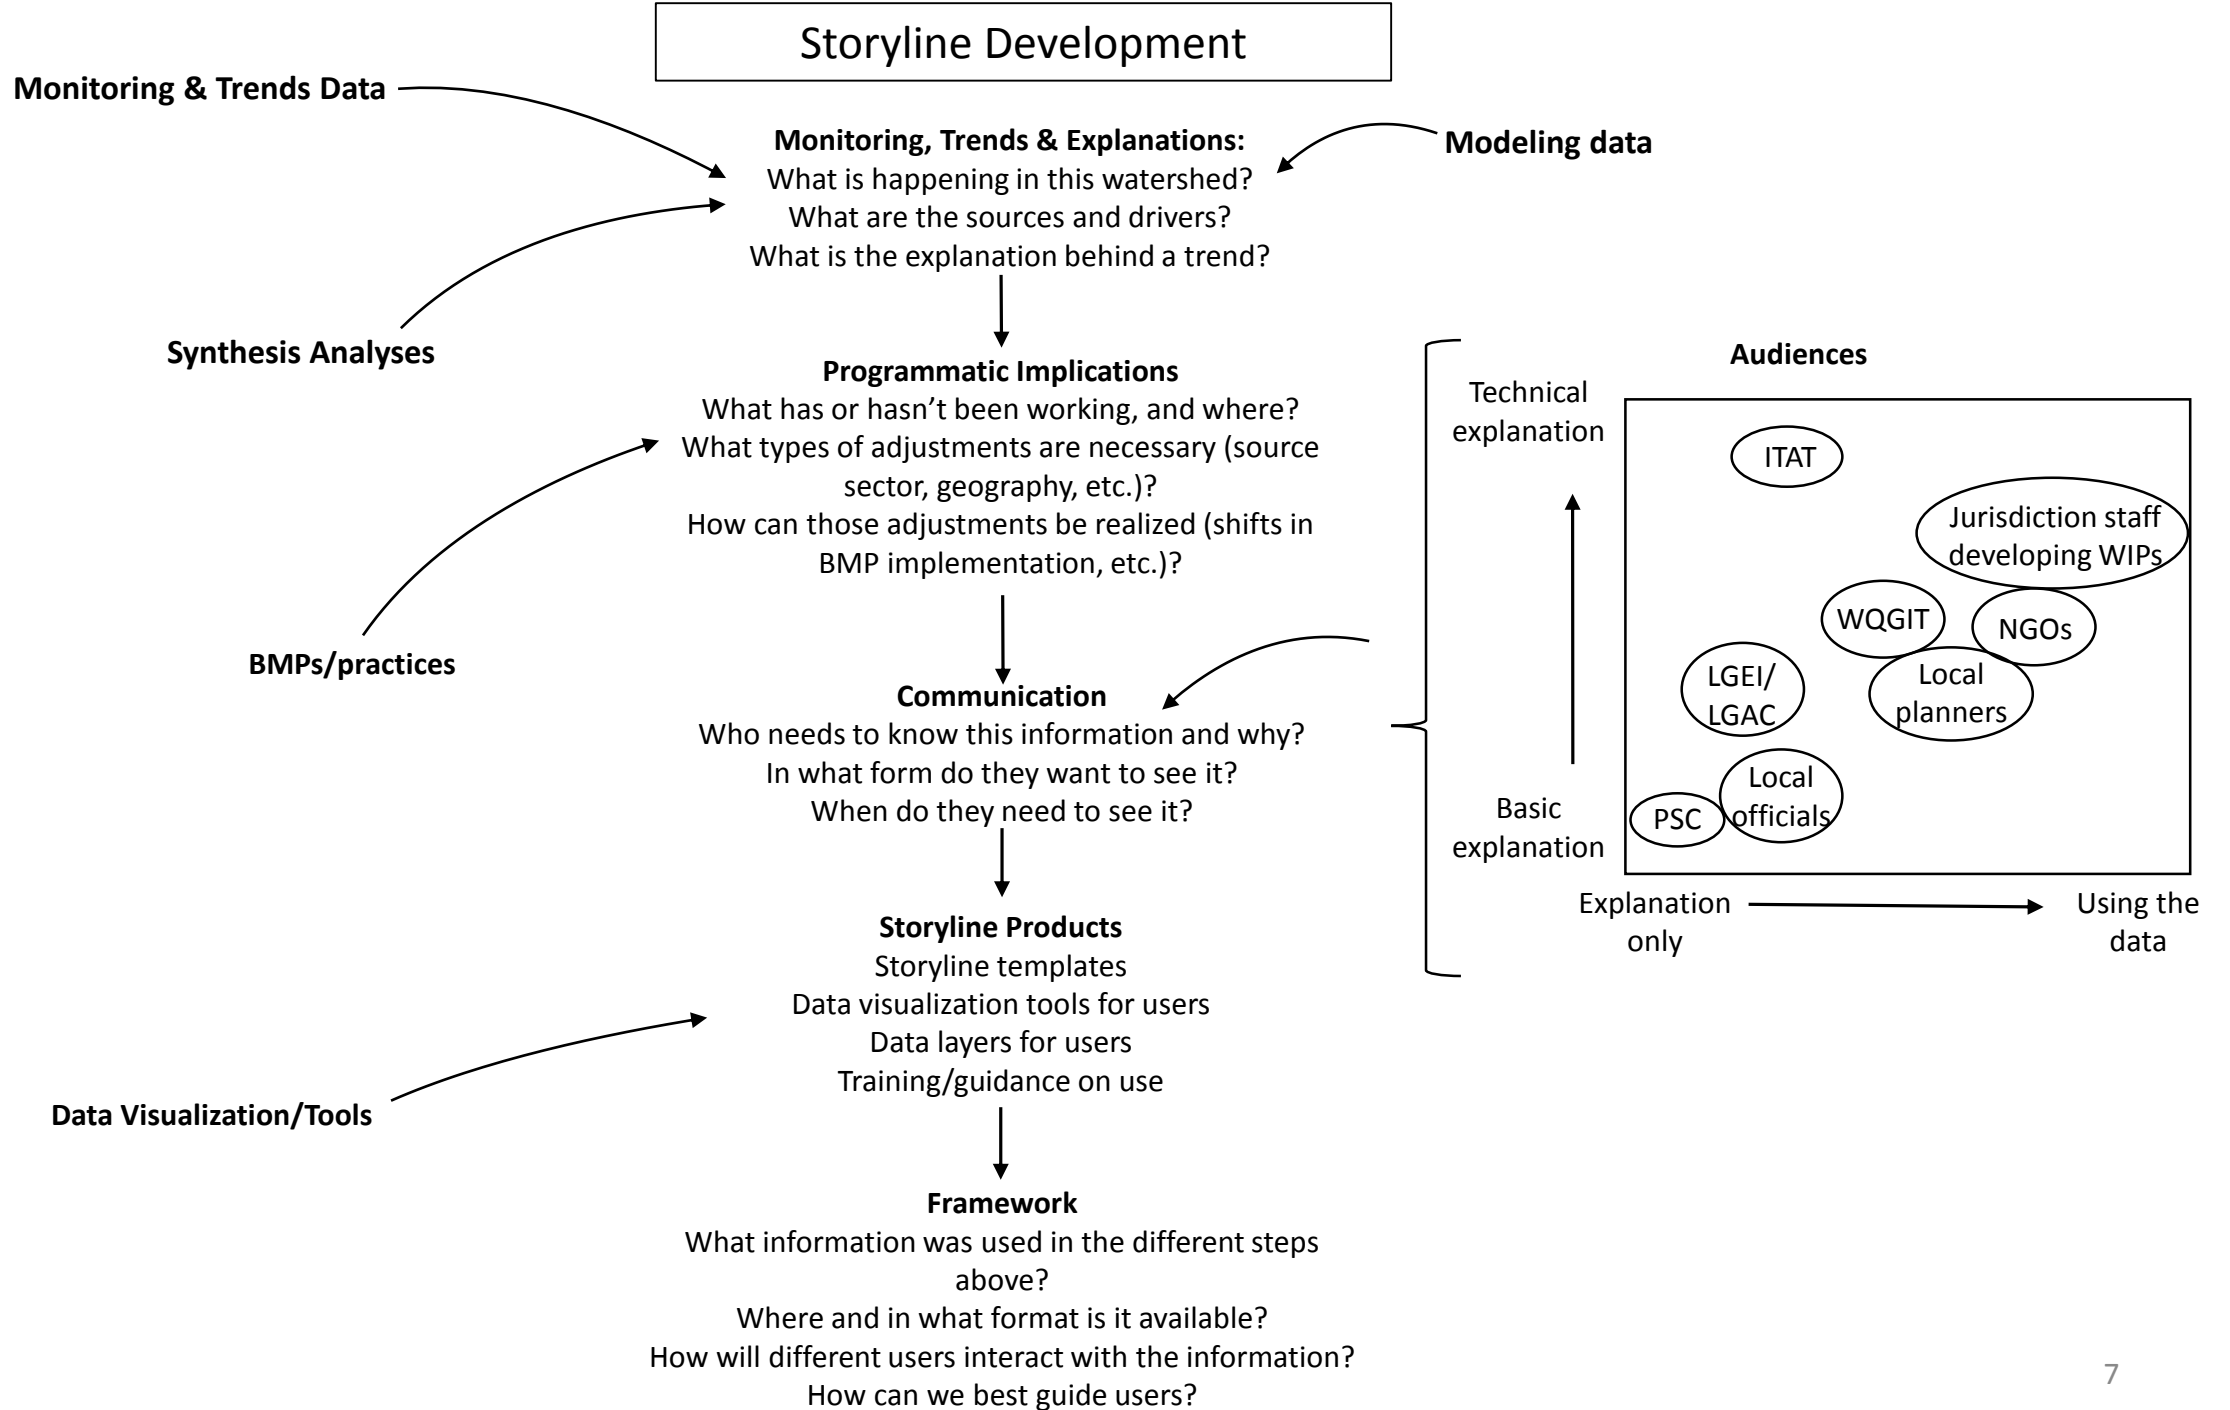 Storyline Development
Monitoring & Trends Data
Monitoring, Trends & Explanations:
What is happening in this watershed?
What are the sources and drivers?
What is the explanation behind a trend?
Modeling data
Synthesis Analyses
Programmatic Implications
What has or hasn’t been working, and where?
What types of adjustments are necessary (source
sector, geography, etc.)?
How can those adjustments be realized (shifts in
BMP implementation, etc.)?
BMPs/practices
Communication
Who needs to know this information and why?
In what form do they want to see it?
When do they need to see it?
Audiences
Technical
explanation
Basic
explanation
ITAT
Jurisdiction staff
developing WIPs
WQGIT
NGOs
LGEI/
LGAC
Local
planners
Local
officials
PSC
Explanation
only
Using the
data
Storyline Products
Storyline templates
Data visualization tools for users
Data layers for users
Training/guidance on use
Data Visualization/Tools
Framework
What information was used in the different steps
above?
Where and in what format is it available?
How will different users interact with the information?
How can we best guide users?
7